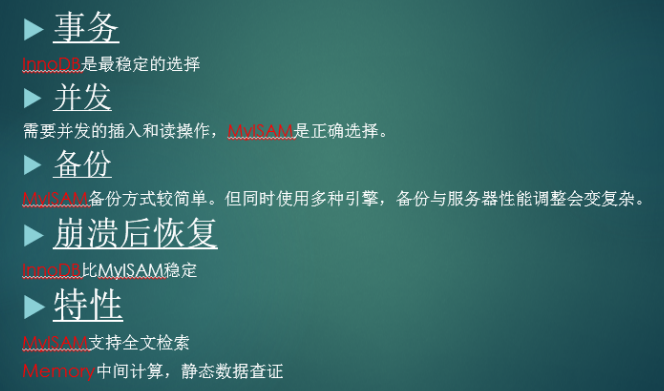 事务
InnoDB是最稳定的选择
并发
需要并发的插入和读操作，MyISAM是正确选择。
备份
MyISAM备份方式较简单。但同时使用多种引擎，备份与服务器性能调整会变复杂。
崩溃后恢复
InnoDB比MyISAM稳定
特性
MyISAM支持全文检索
Memory中间计算，静态数据查证